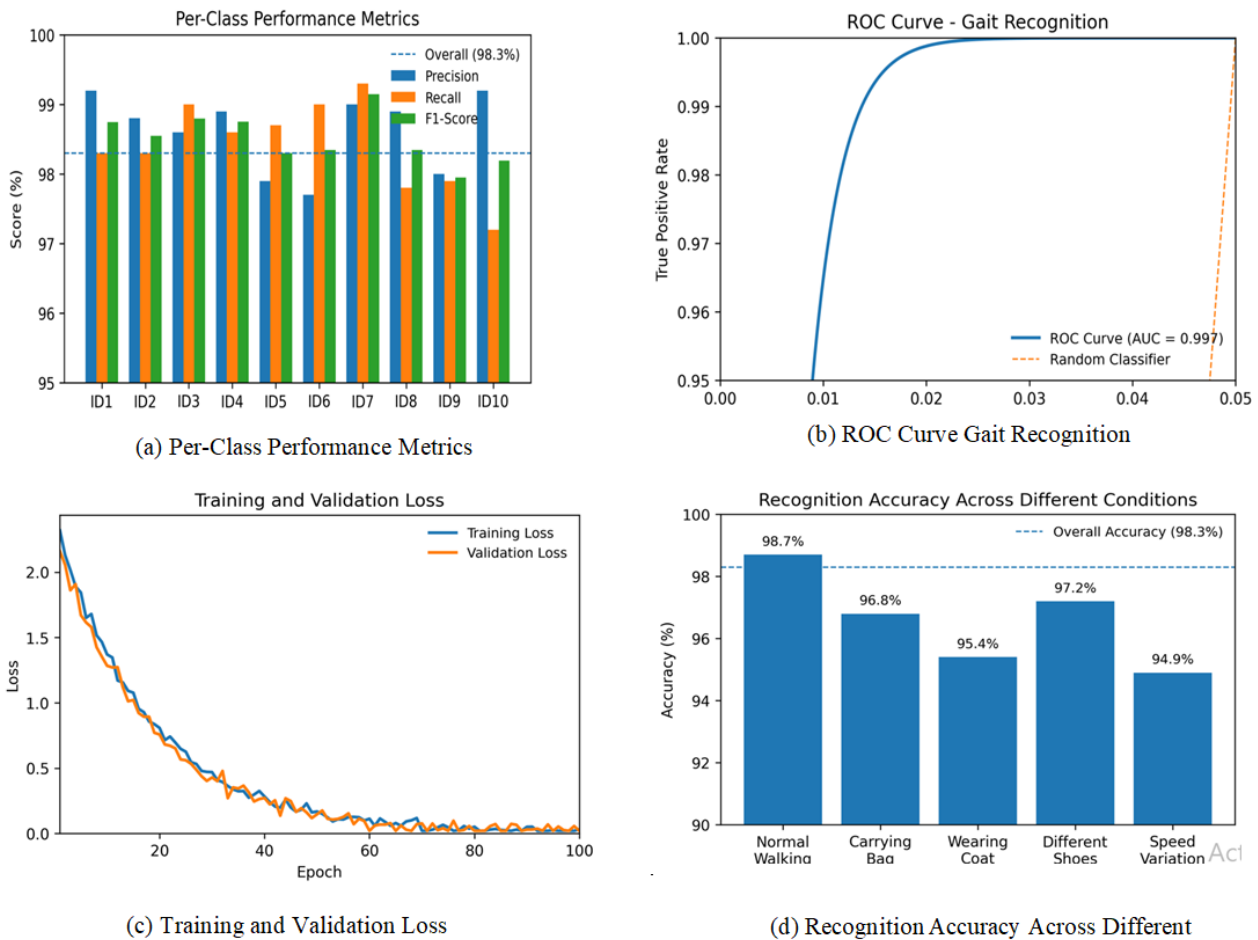 Per-Class Performance Metrics
100
99
98
97
96
95
Score (%)
Overall (98.3%)
Precision
Recall
F1-Score
ID1 ID2 ID3 ID4 ID5 ID6 ID7 ID8 ID9 ID10
(a) Per-Class Performance Metrics
ROC Curve - Gait Recognition
1.00
0.99
0.98
0.97
0.96
0.95
True Positive Rate
ROC Curve (AUC = 0.997)
Random Classifier
0.00 0.01 0.02 0.03 0.04 0.05
(b) ROC Curve Gait Recognition
Training and Validation Loss
2.0
1.5
1.0
0.5
0.0
Loss
Training Loss
Validation Loss
20 40 60 80 100
Epoch
(c) Training and Validation Loss
Recognition Accuracy Across Different Conditions
100
98
96
94
92
90
Accuracy (%)
Overall Accuracy (98.3%)
98.7%
96.8%
95.4%
97.2%
94.9%
Normal Carrying Wearing Different Speed
Walking Bag Coat Shoes Variation
Act
(d) Recognition Accuracy Across Different